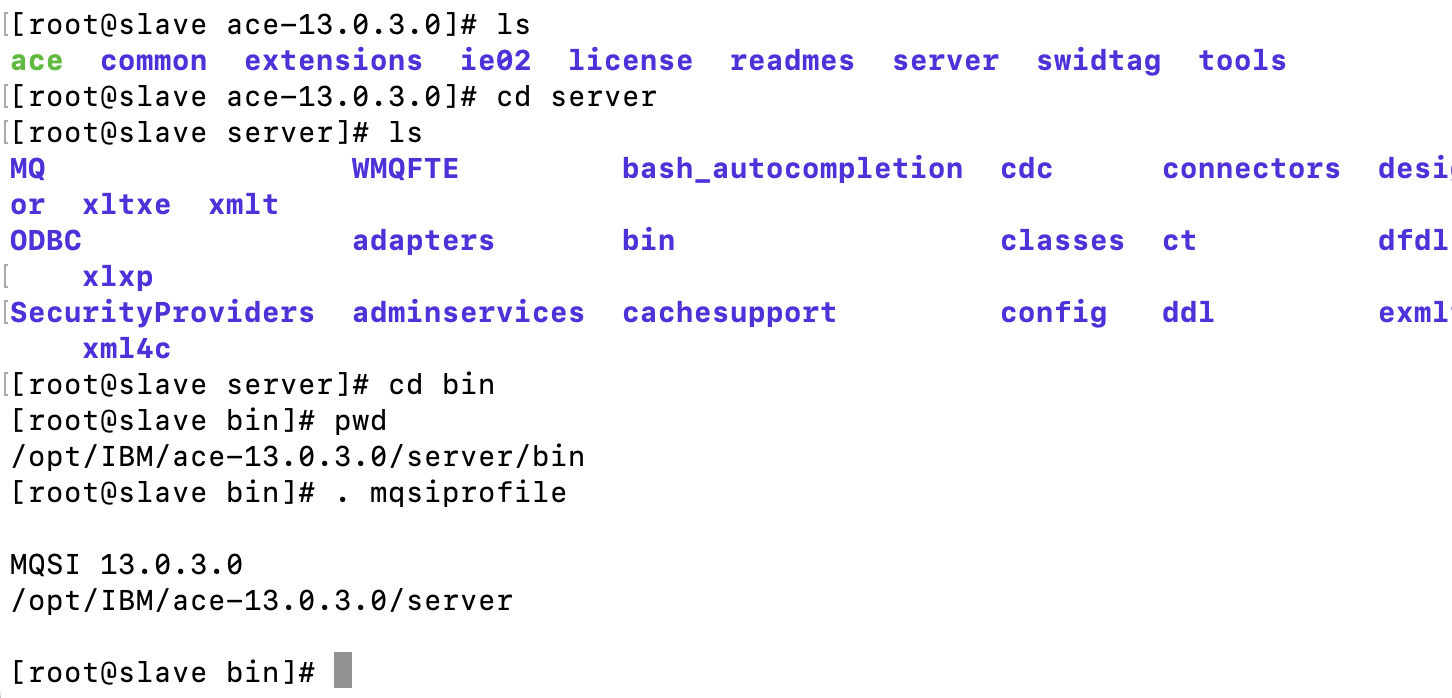 [[root@slave ace-13.0.3.0]# ls
ace  common  extensions  ie02  license  readmes  server  swidtag  tools
[[root@slave ace-13.0.3.0]# cd server
[[root@slave server]# ls
MQ                 WMQFTE         bash_autocompletion  cdc      connectors  desig
or  xltxe  xmlt
ODBC               adapters       bin                  classes  ct          dfdl
[    xlxp
[SecurityProviders  adminservices  cachesupport         config   ddl         exml
    xml4c
[[root@slave server]# cd bin
[root@slave bin]# pwd
/opt/IBM/ace-13.0.3.0/server/bin
[root@slave bin]# . mqsiprofile

MQSI 13.0.3.0
/opt/IBM/ace-13.0.3.0/server

[root@slave bin]#